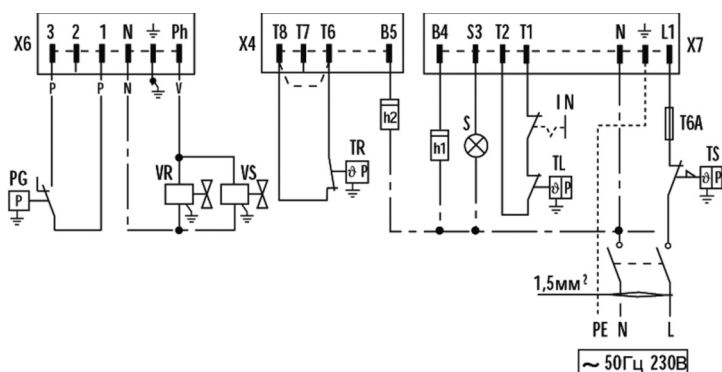 3 2 1 N ⏚ Ph
X6
P P N V
T8 T7 T6 B5
X4
B4 S3 T2 T1 N ⏚ L1
X7
h2
IN
T6A
S
h1
TR
ϑ P
TL
ϑ P
TS
ϑ P
PG
P
VR VS
1,5мм²
PE N L
~ 50Гц 230В